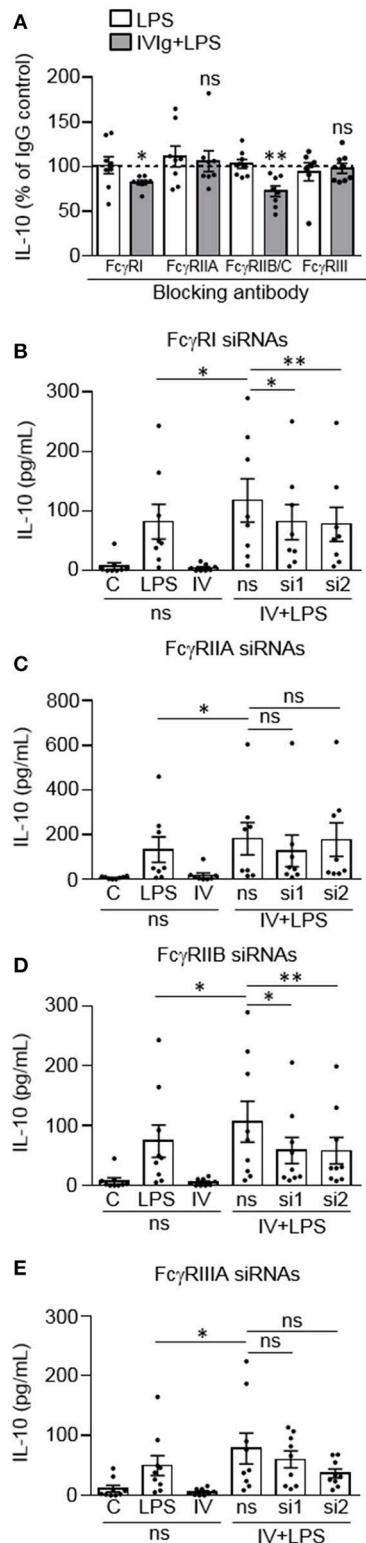 A
LPS
IVIg+LPS
IL-10 (% of IgG control)
200
150
100
50
0
*
ns
**
ns
FcγRI FcγRIIA FcγRIIB/C FcγRIII
Blocking antibody
B
FcγRI siRNAs
IL-10 (pg/mL)
300
200
100
0
* **
*
C LPS IV ns si1 si2
ns IV+LPS
C
FcγRIIA siRNAs
IL-10 (pg/mL)
800
600
400
200
0
* ns
ns
C LPS IV ns si1 si2
ns IV+LPS
D
FcγRIIB siRNAs
IL-10 (pg/mL)
300
200
100
0
* **
*
C LPS IV ns si1 si2
ns IV+LPS
E
FcγRIIIA siRNAs
IL-10 (pg/mL)
300
200
100
0
* ns
ns
C LPS IV ns si1 si2
ns IV+LPS